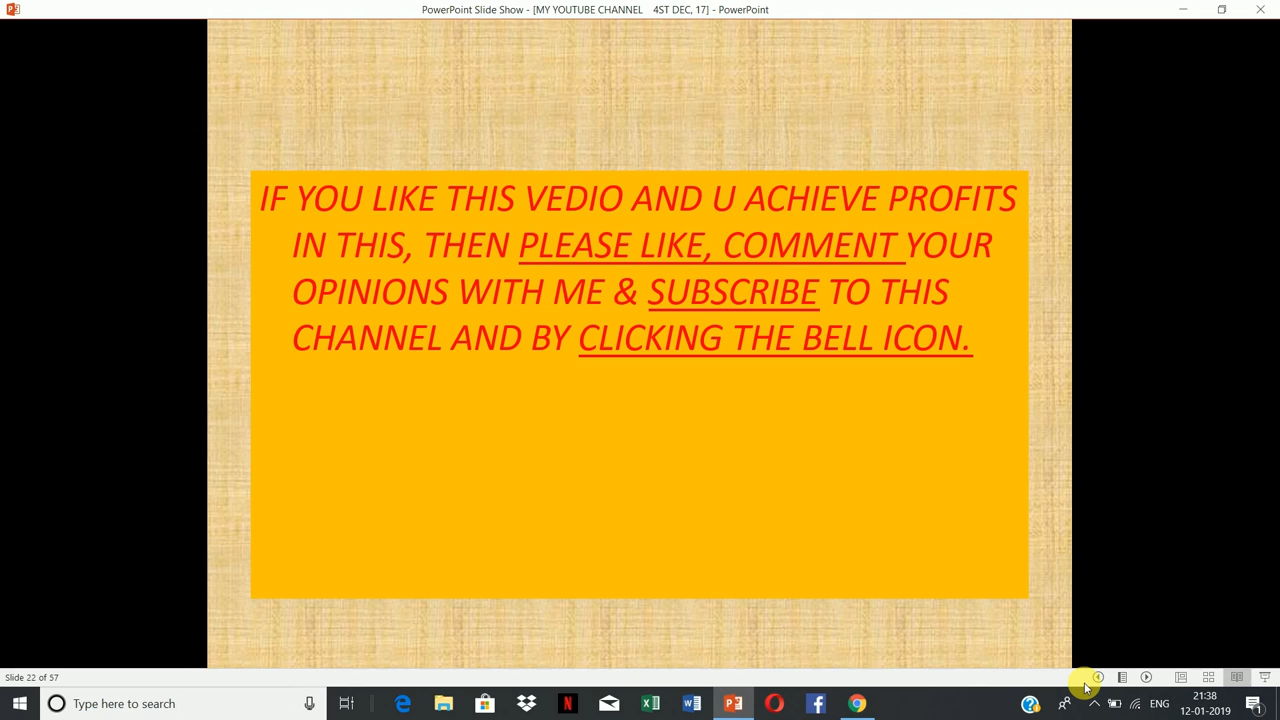 PowerPoint Slide Show - [MY YOUTUBE CHANNEL 4ST DEC, 17] - PowerPoint
IF YOU LIKE THIS VEDIO AND U ACHIEVE PROFITS
IN THIS, THEN PLEASE LIKE, COMMENT YOUR
OPINIONS WITH ME & SUBSCRIBE TO THIS
CHANNEL AND BY CLICKING THE BELL ICON.
Slide 22 of 57
Type here to search
ENG
21:38
12-01-2019